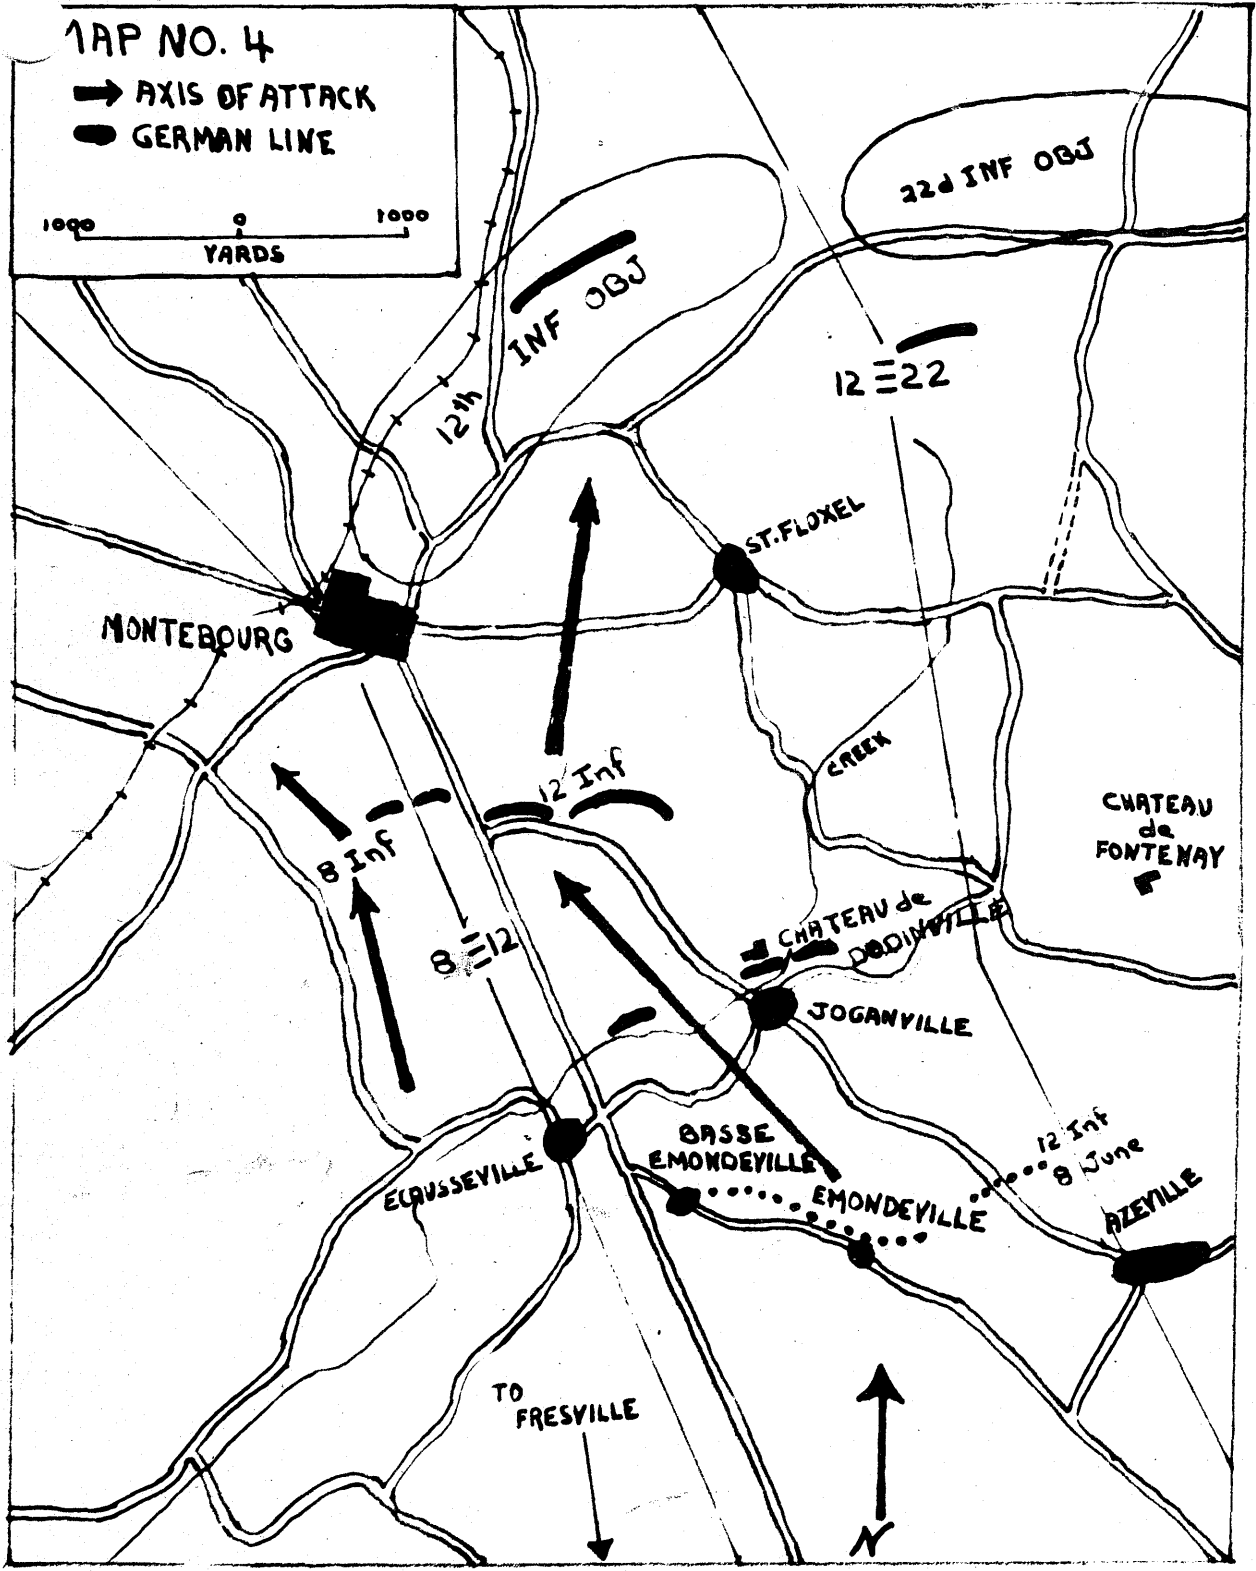 MAP NO. 4
AXIS OF ATTACK
GERMAN LINE
1000 0 1000
YARDS
22d INF OBJ
12th INF OBJ
12 22
ST. FLOXEL
MONTEBOURG
CREEK
12 Inf
8 Inf
CHATEAU
de
FONTENAY
CHATEAU de
DODINVILLE
8 12
JOGANVILLE
BASSE
EMONDEVILLE
12 Inf
8 June
ECAUSSEVILLE
EMONDEVILLE
AZEVILLE
TO
FRESVILLE
N